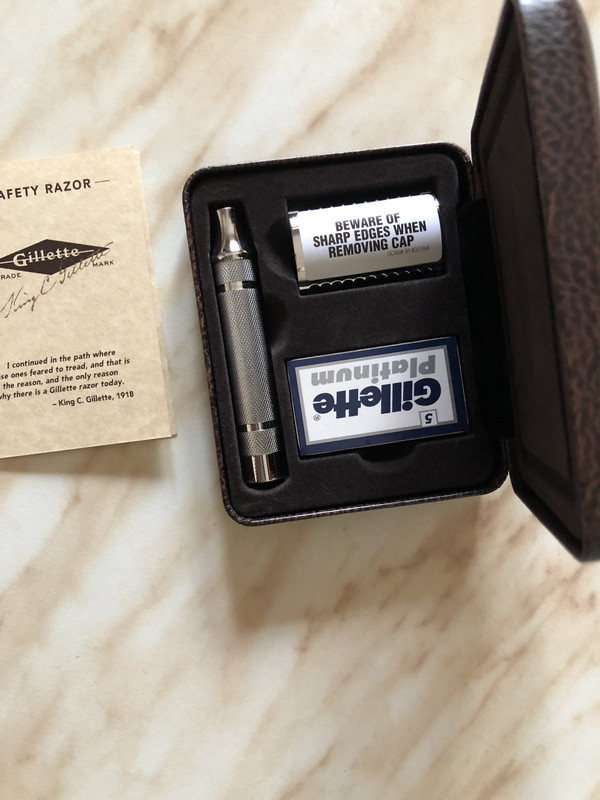 AFETY RAZOR
Gillette
TRADE MARK
King C Gillette
I continued in the path where
se ones feared to tread, and that is
the reason, and the only reason
why there is a Gillette razor today.
– King C. Gillette, 1918
BEWARE OF
SHARP EDGES WHEN
REMOVING CAP
Gillette®
Platinum
5